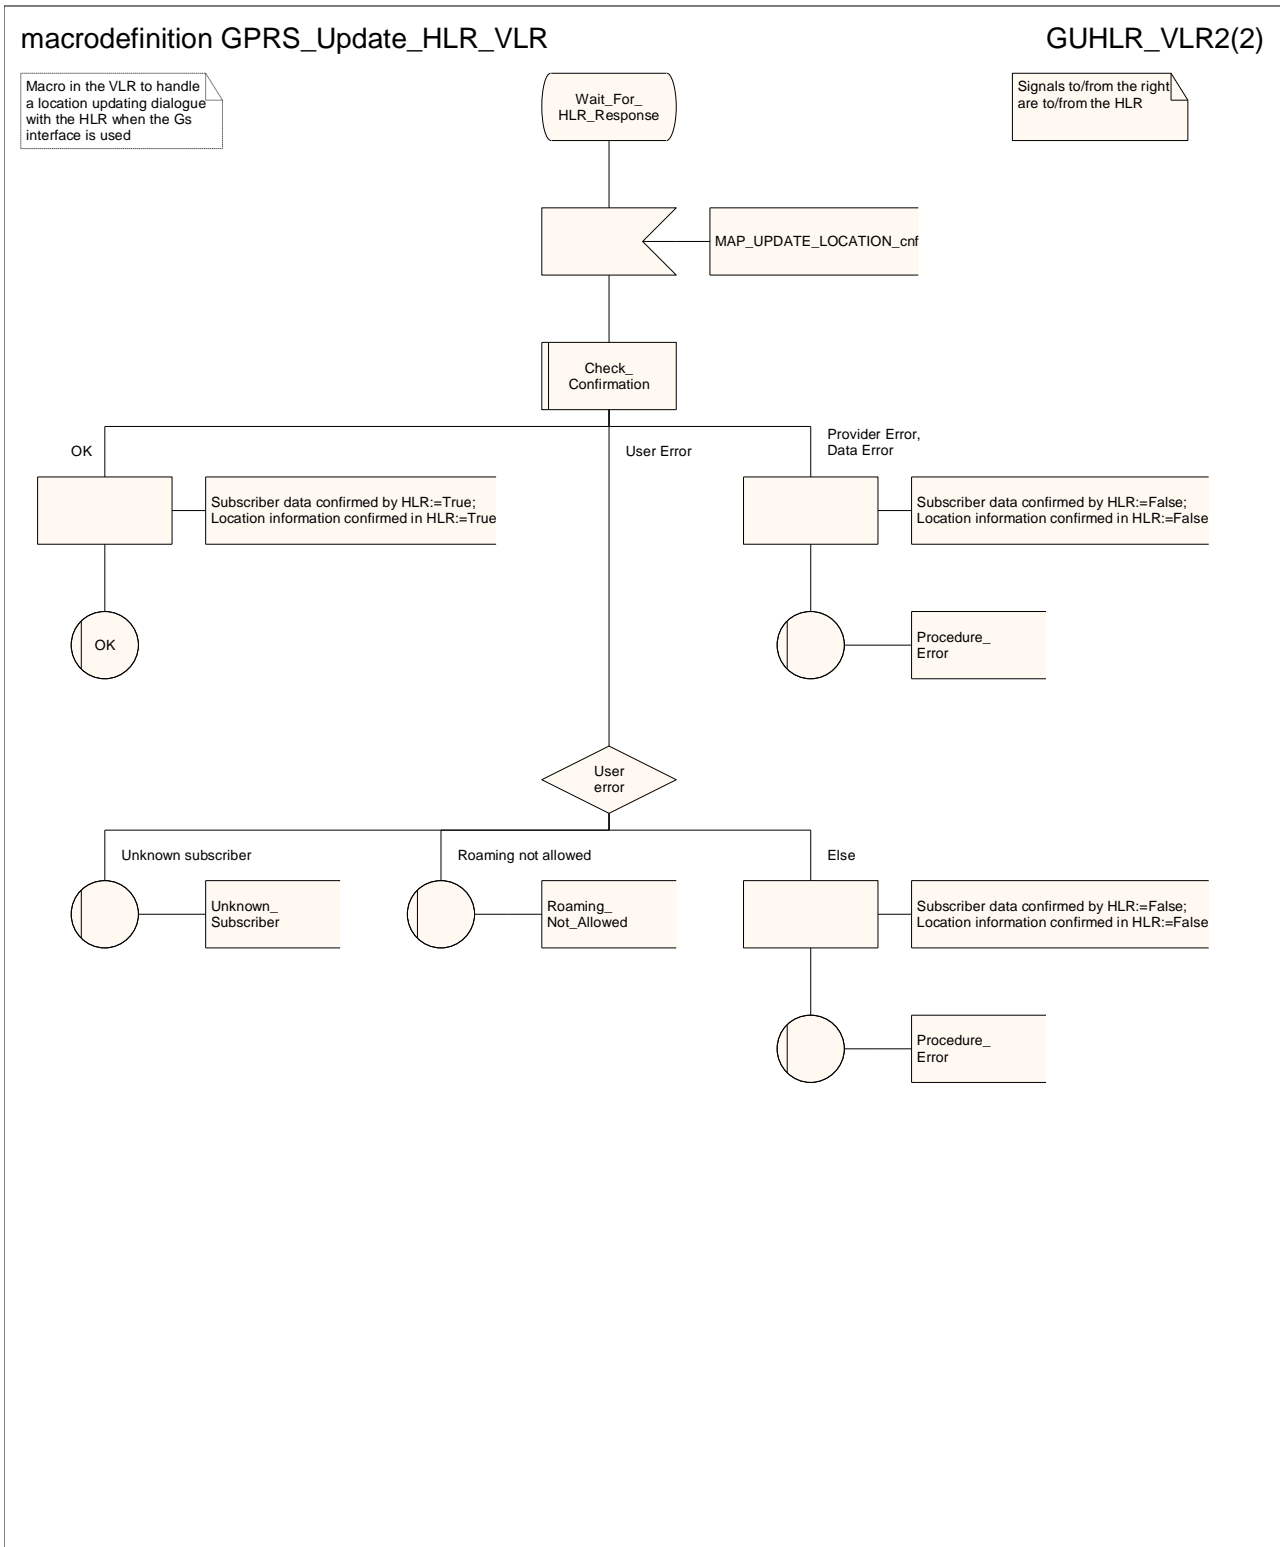 macrodefinition GPRS_Update_HLR_VLR
GUHLR_VLR2(2)
Macro in the VLR to handle
a location updating dialogue
with the HLR when the Gs
interface is used
Wait_For_
HLR_Response
Signals to/from the right
are to/from the HLR
MAP_UPDATE_LOCATION_cnf
Check_
Confirmation
OK
User Error
Provider Error,
Data Error
Subscriber data confirmed by HLR:=True;
Location information confirmed in HLR:=True
Subscriber data confirmed by HLR:=False;
Location information confirmed in HLR:=False
OK
Procedure_
Error
User
error
Unknown subscriber
Roaming not allowed
Else
Unknown_
Subscriber
Roaming_
Not_Allowed
Subscriber data confirmed by HLR:=False;
Location information confirmed in HLR:=False
Procedure_
Error